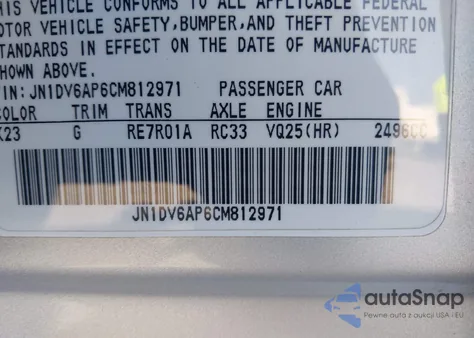 THIS VEHICLE CONFORMS TO ALL APPLICABLE FEDERAL
MOTOR VEHICLE SAFETY, BUMPER, AND THEFT PREVENTION
STANDARDS IN EFFECT ON THE DATE OF MANUFACTURE
SHOWN ABOVE.
VIN: JN1DV6AP6CM812971 PASSENGER CAR
COLOR TRIM TRANS AXLE ENGINE
K23 G RE7R01A RC33 VQ25(HR) 2496CC
JN1DV6AP6CM812971
autoSnap
Pewne auta z aukcji USA i EU